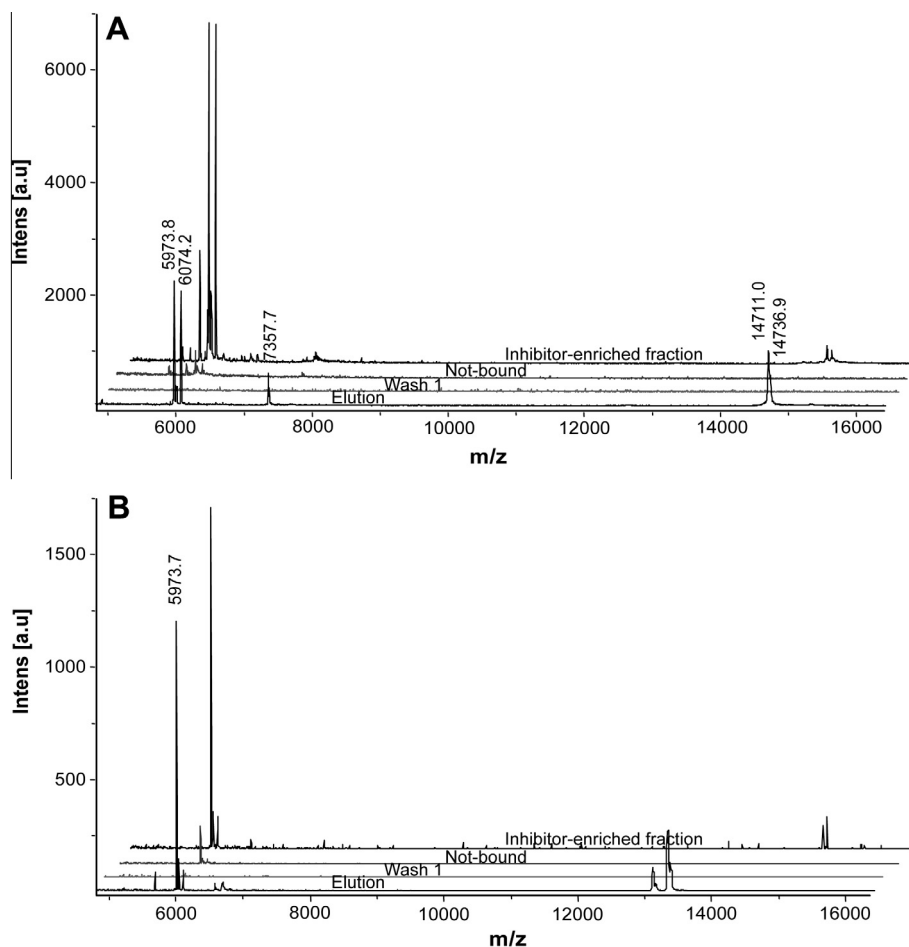 A
Intens [a.u]
6000
4000
2000
5973.8
6074.2
7357.7
14711.0
14736.9
Inhibitor-enriched fraction
Not-bound
Wash 1
Elution
6000 8000 10000 12000 14000 16000
m/z
B
Intens [a.u]
1500
1000
500
5973.7
Inhibitor-enriched fraction
Not-bound
Wash 1
Elution
6000 8000 10000 12000 14000 16000
m/z